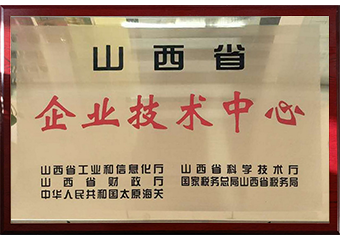 山西省
企业技术中心
山西省工业和信息化厅 山西省科学技术厅
山西省财政厅 国家税务总局山西省税务局
中华人民共和国太原海关